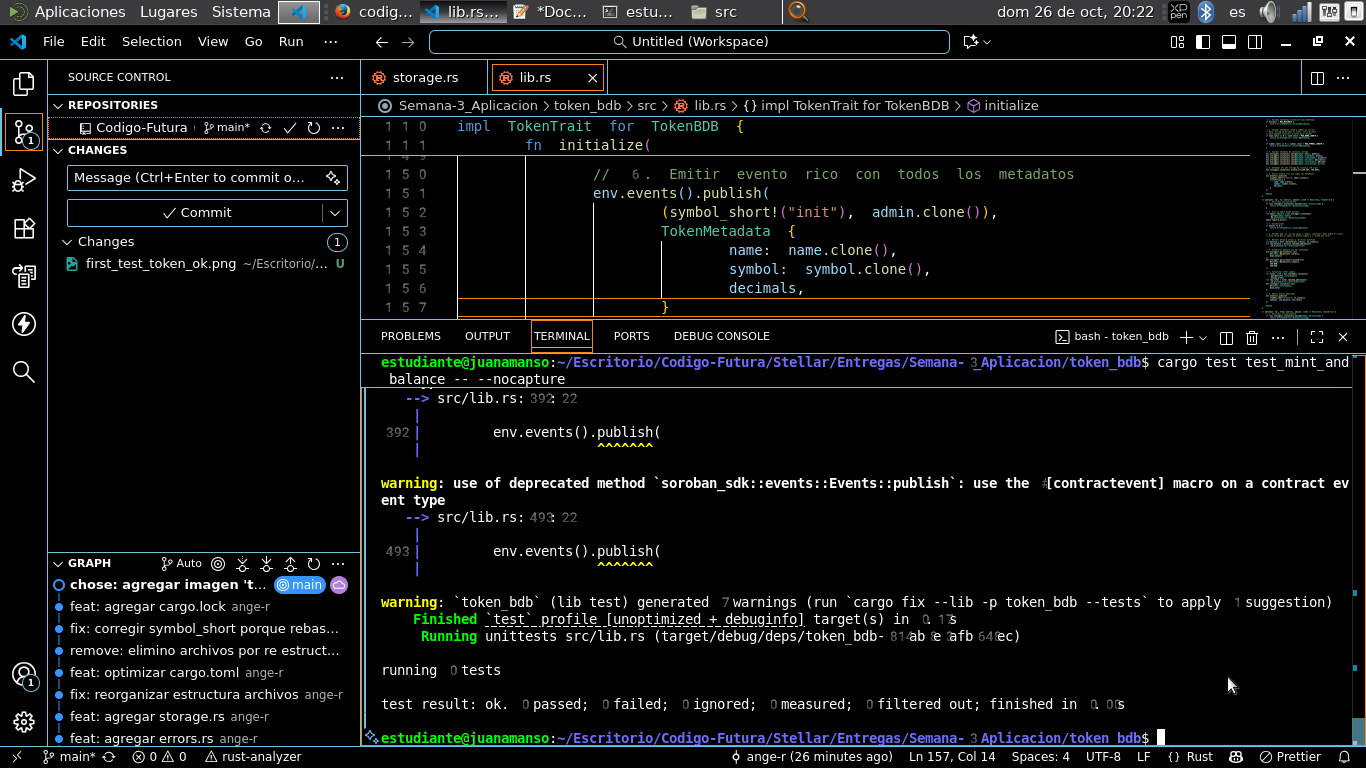 Aplicaciones Lugares Sistema codig... lib.rs... *Doc... estu... src dom 26 de oct, 20:22 XD pen es
File Edit Selection View Go Run ··· Untitled (Workspace)
SOURCE CONTROL ···
REPOSITORIES
Codigo-Futura main* ···
CHANGES
Message (Ctrl+Enter to commit o...
Commit
Changes 1
first_test_token_ok.png ~/Escritorio/... U
GRAPH Auto ···
chose: agregar imagen 't... main
feat: agregar cargo.lock ange-r
fix: corregir symbol_short porque rebas...
remove: elimino archivos por re estruct...
feat: optimizar cargo.toml ange-r
fix: reorganizar estructura archivos ange-r
feat: agregar storage.rs ange-r
feat: agregar errors.rs ange-r
1
1
storage.rs lib.rs
Semana-3_Aplicacion > token_bdb > src > lib.rs > {} impl TokenTrait for TokenBDB > initialize
110 impl TokenTrait for TokenBDB {
111 fn initialize(
149
150 // 6. Emitir evento rico con todos los metadatos
151 env.events().publish(
152 (symbol_short!("init"), admin.clone()),
153 TokenMetadata {
154 name: name.clone(),
155 symbol: symbol.clone(),
156 decimals,
157 }
PROBLEMS OUTPUT TERMINAL PORTS DEBUG CONSOLE bash - token_bdb ···
estudiante@juanamanso:~/Escritorio/Codigo-Futura/Stellar/Entregas/Semana-3_Aplicacion/token_bdb$ cargo test test_mint_and_
balance -- --nocapture
--> src/lib.rs:392:22
|
392 | env.events().publish(
| ^^^^^^^
warning: use of deprecated method `soroban_sdk::events::Events::publish`: use the #[contractevent] macro on a contract ev
ent type
--> src/lib.rs:493:22
|
493 | env.events().publish(
| ^^^^^^^
warning: `token_bdb` (lib test) generated 7 warnings (run `cargo fix --lib -p token_bdb --tests` to apply 1 suggestion)
Finished `test` profile [unoptimized + debuginfo] target(s) in 0.17s
Running unittests src/lib.rs
running 0 tests
test result: ok. 0 passed; 0 failed; 0 ignored; 0 measured; 0 filtered out; finished in 0.00s
estudiante@juanamanso:~/Escritorio/Codigo-Futura/Stellar/Entregas/Semana-3_Aplicacion/token_bdb$
main* 0 0 rust-analyzer ange-r (26 minutes ago) Ln 157, Col 14 Spaces: 4 UTF-8 LF {} Rust Prettier